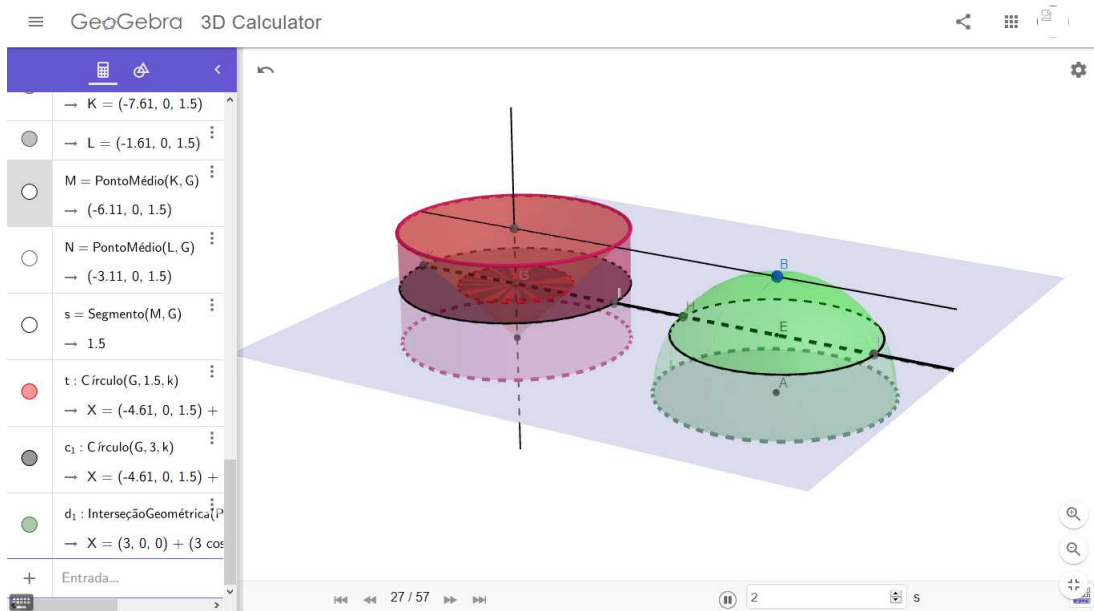 GeoGebra 3D Calculator
→ K = (-7.61, 0, 1.5)
→ L = (-1.61, 0, 1.5)
M = PontoMédio(K, G)
→ (-6.11, 0, 1.5)
N = PontoMédio(L, G)
→ (-3.11, 0, 1.5)
s = Segmento(M, G)
→ 1.5
t : Círculo(G, 1.5, k)
→ X = (-4.61, 0, 1.5) +
c₁ : Círculo(G, 3, k)
→ X = (-4.61, 0, 1.5) +
d₁ : InterseçãoGeométrica(P
→ X = (3, 0, 0) + (3 cos
+ Entrada...
B
G
H
E
A
27 / 57
2 s